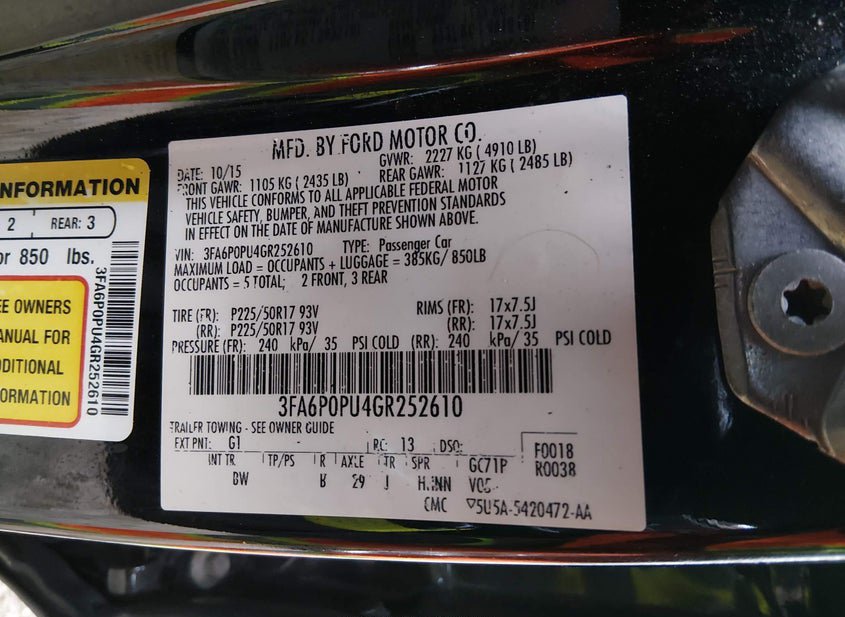 NFORMATION
2 REAR: 3
or 850 lbs.
EE OWNERS
ANUAL FOR
DDITIONAL
FORMATION
3FA6P0PU4GR252610
MFD. BY FORD MOTOR CO.
DATE: 10/15 GVWR: 2227 KG ( 4910 LB)
FRONT GAWR: 1105 KG ( 2435 LB) REAR GAWR: 1127 KG ( 2485 LB)
THIS VEHICLE CONFORMS TO ALL APPLICABLE FEDERAL MOTOR
VEHICLE SAFETY, BUMPER, AND THEFT PREVENTION STANDARDS
IN EFFECT ON THE DATE OF MANUFACTURE SHOWN ABOVE.
VIN: 3FA6P0PU4GR252610 TYPE: Passenger Car
MAXIMUM LOAD = OCCUPANTS + LUGGAGE = 385KG/ 850LB
OCCUPANTS = 5 TOTAL; 2 FRONT, 3 REAR
TIRE (FR): P225/50R17 93V RIMS (FR): 17x7.5J
(RR): P225/50R17 93V (RR): 17x7.5J
PRESSURE (FR): 240 kPa/ 35 PSI COLD (RR): 240 kPa/ 35 PSI COLD
3FA6P0PU4GR252610
TRAILER TOWING - SEE OWNER GUIDE
EXT PNT: G1 - RC: 13 DSO: F0018
INT TR TP/PS R AXLE TR SPR GC71P R0038
BW 29 J
CMC 5U5A-5420472-AA